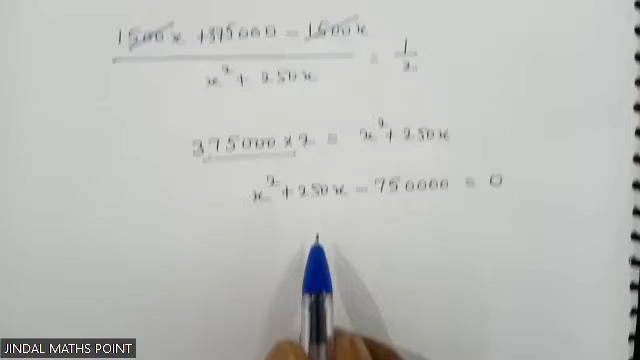 1500x + 375000 - 1500x
x² + 250x
= 1/2
375000 × 2 = x² + 250x
x² + 250x - 750000 = 0
JINDAL MATHS POINT